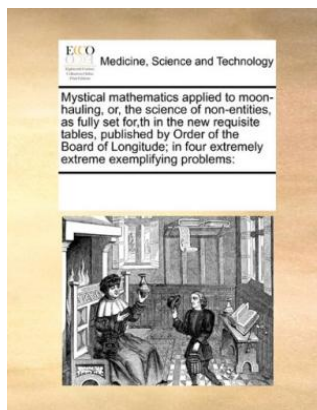 ECCO
Medicine, Science and Technology
Mystical mathematics applied to moon-
hauling, or, the science of non-entities,
as fully set for,th in the new requisite
tables, published by Order of the
Board of Longitude; in four extremely
extreme exemplifying problems: